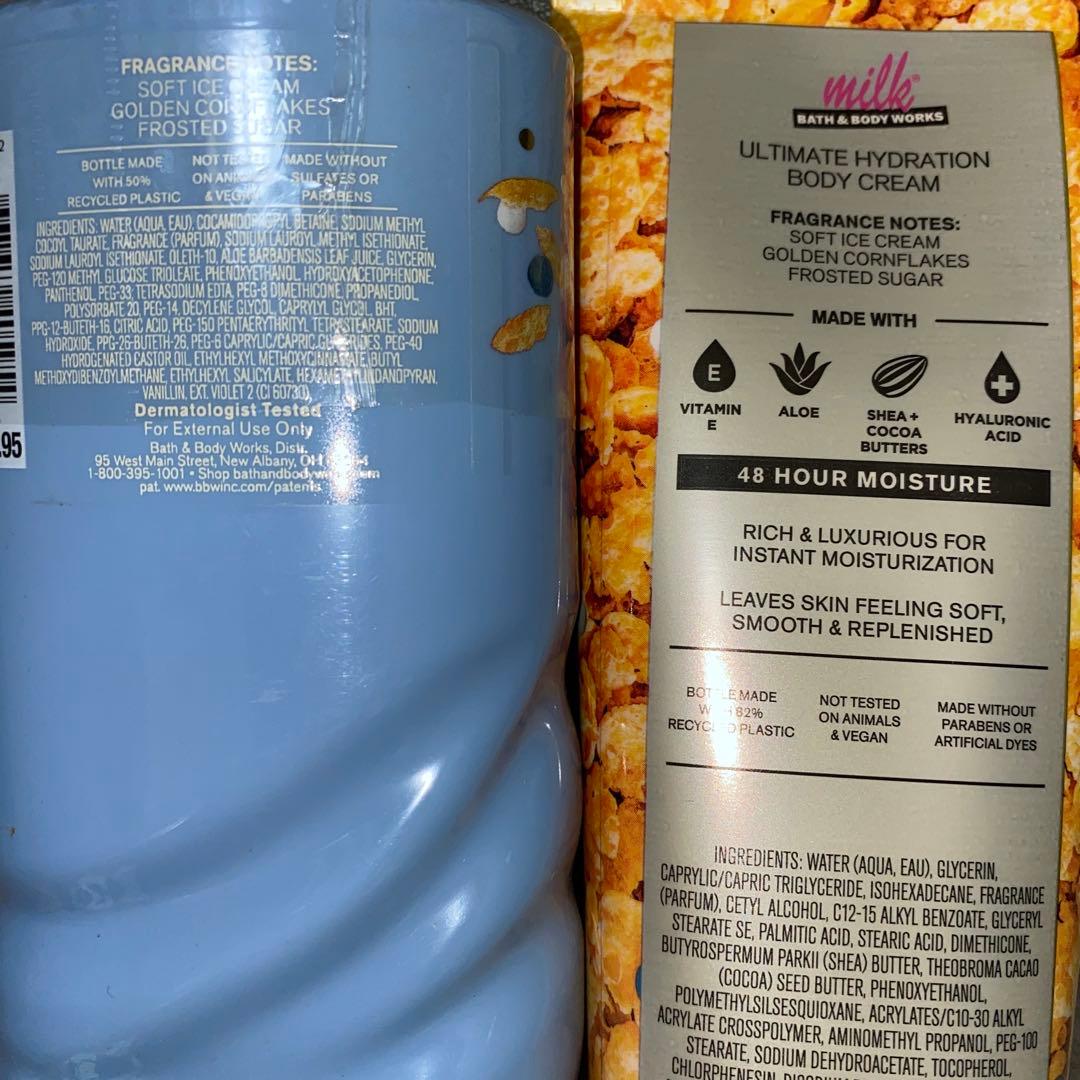 FRAGRANCE
SOFT ICE
GOLDEN
FROSTED
BOTTLE MADE
WITH 50%
RECYCLED PLASTIC
NOT
ON
& VEGAN
MADE WITHOUT
SULFATES OR
PARABENS
INGREDIENTS: WATER (AQUA, EAU), COCAMIDOPROPYL BETAINE, SODIUM METHYL
COCOYL TAURATE, FRAGRANCE (PARFUM), SODIUM LAUROYL METHYL ISETHIONATE,
SODIUM LAUROYL ISETHIONATE, OLETH-10, ALOE BARBADENSIS LEAF JUICE, GLYCERIN,
PEG-120 METHYL GLUCOSE TRIOLEATE, PHENOXYETHANOL, HYDROXYACETOPHENONE,
PANTHENOL, PEG-33, TETRASODIUM EDTA, PEG-8 DIMETHICONE, PROPANEDIOL,
POLYSORBATE 20, PEG-14, DECYLENE GLYCOL, CAPRYLYL GLYCOL, BHT,
PPG-12-BUTETH-16, CITRIC ACID, PEG-150 PENTAERYTHRITYL TETRASTEARATE, SODIUM
HYDROXIDE, PPG-26-BUTETH-26, PEG-6 CAPRYLIC/CAPRIC GLYCERIDES, PEG-40
HYDROGENATED CASTOR OIL, ETHYLHEXYL METHOXYCINNAMATE, BUTYL
METHOXYDIBENZOYLMETHANE, ETHYLHEXYL SALICYLATE,
VANILLIN, EXT. VIOLET 2 (CI 60730).
Dermatologist Tested
For External Use Only
Bath & Body Works, Distr.
95 West Main Street, New Albany,
1-800-395-1001 • Shop
pat. www.bbwinc.com/patents
.95
milk®
BATH & BODY WORKS
ULTIMATE HYDRATION
BODY CREAM
FRAGRANCE NOTES:
SOFT ICE CREAM
GOLDEN CORNFLAKES
FROSTED SUGAR
MADE WITH
E
VITAMIN
E
ALOE
SHEA +
COCOA
BUTTERS
HYALURONIC
ACID
48 HOUR MOISTURE
RICH & LUXURIOUS FOR
INSTANT MOISTURIZATION
LEAVES SKIN FEELING SOFT,
SMOOTH & REPLENISHED
BOTTLE MADE
WITH 82%
RECYCLED PLASTIC
NOT TESTED
ON ANIMALS
& VEGAN
MADE WITHOUT
PARABENS OR
ARTIFICIAL DYES
INGREDIENTS: WATER (AQUA, EAU), GLYCERIN,
CAPRYLIC/CAPRIC TRIGLYCERIDE, ISOHEXADECANE, FRAGRANCE
(PARFUM), CETYL ALCOHOL, C12-15 ALKYL BENZOATE, GLYCERYL
STEARATE SE, PALMITIC ACID, STEARIC ACID, DIMETHICONE,
BUTYROSPERMUM PARKII (SHEA) BUTTER, THEOBROMA CACAO
(COCOA) SEED BUTTER, PHENOXYETHANOL,
POLYMETHYLSILSESQUIOXANE, ACRYLATES/C10-30 ALKYL
ACRYLATE CROSSPOLYMER, AMINOMETHYL PROPANOL, PEG-100
STEARATE, SODIUM DEHYDROACETATE, TOCOPHEROL,
CHLORPHENESIN,